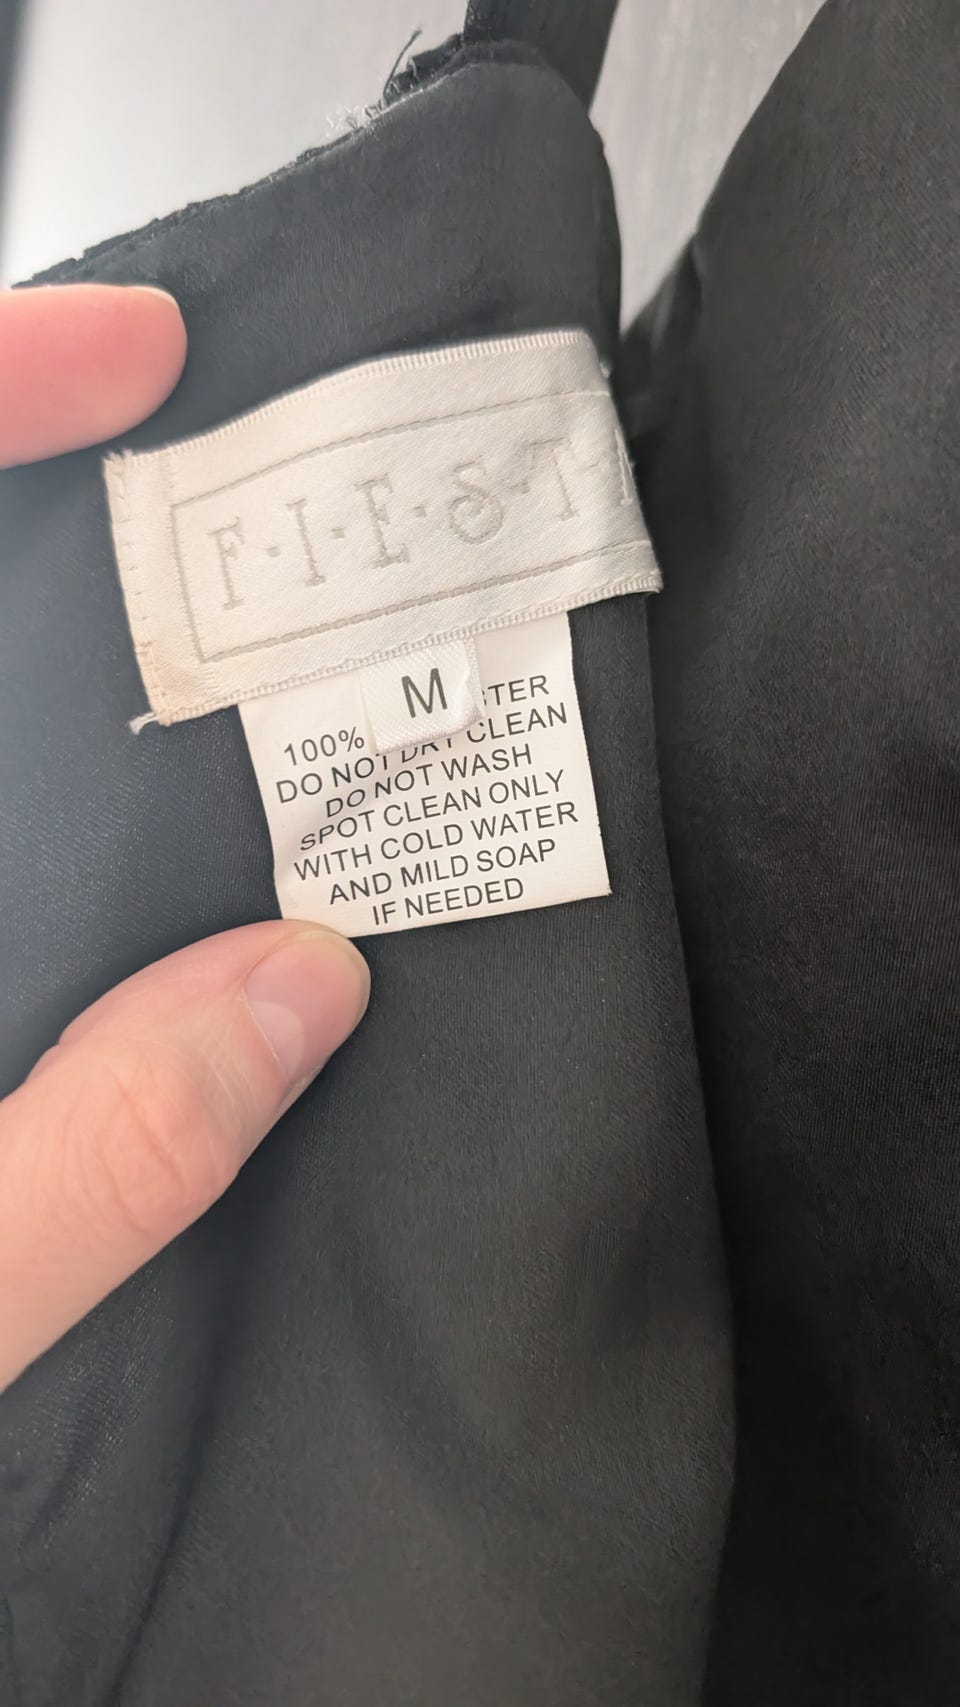 F·I·E·S·T·A
M
100%
DO NOT DRY CLEAN
DO NOT WASH
SPOT CLEAN ONLY
WITH COLD WATER
AND MILD SOAP
IF NEEDED